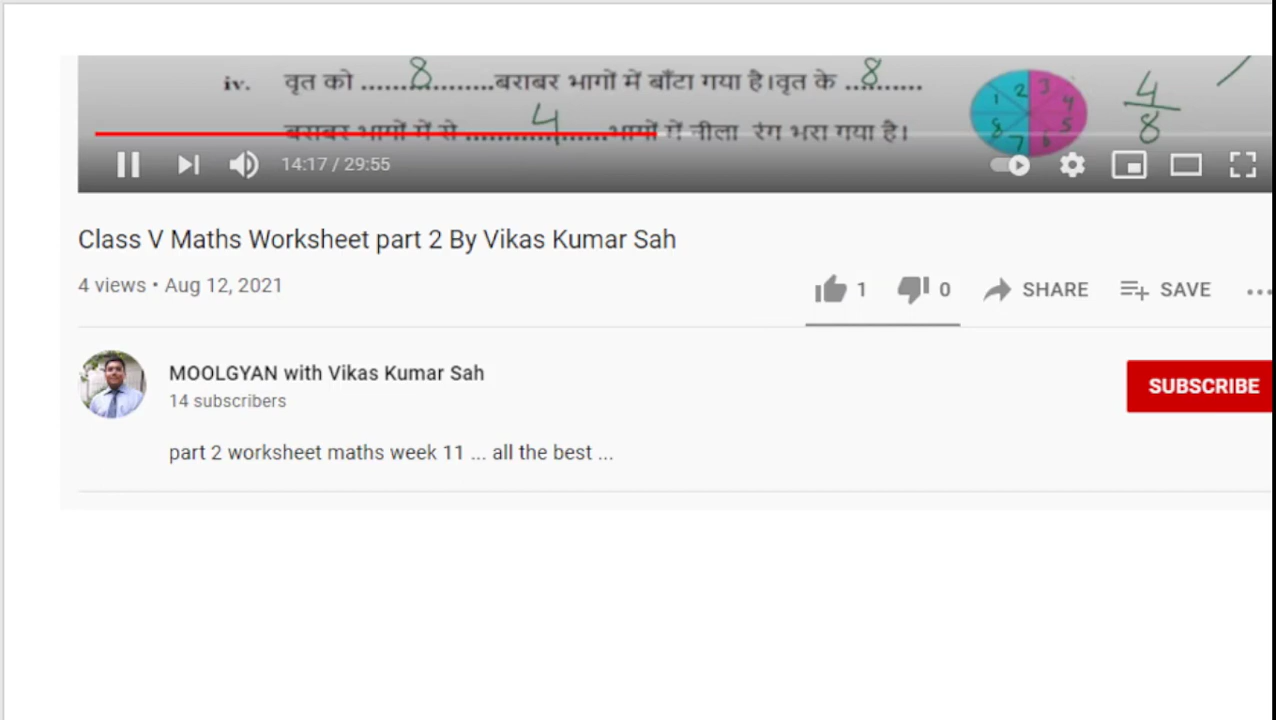 iv. वृत को ......8.........बराबर भागों में बाँटा गया है।वृत के ..8.......
बराबर भागों में से .........4.........भागों में नीला रंग भरा गया है।
1 2 3 4 5 6 7 8
4/8
14:17 / 29:55
Class V Maths Worksheet part 2 By Vikas Kumar Sah
4 views • Aug 12, 2021
1 0 SHARE SAVE ...
MOOLGYAN with Vikas Kumar Sah
14 subscribers
SUBSCRIBE
part 2 worksheet maths week 11 ... all the best ...